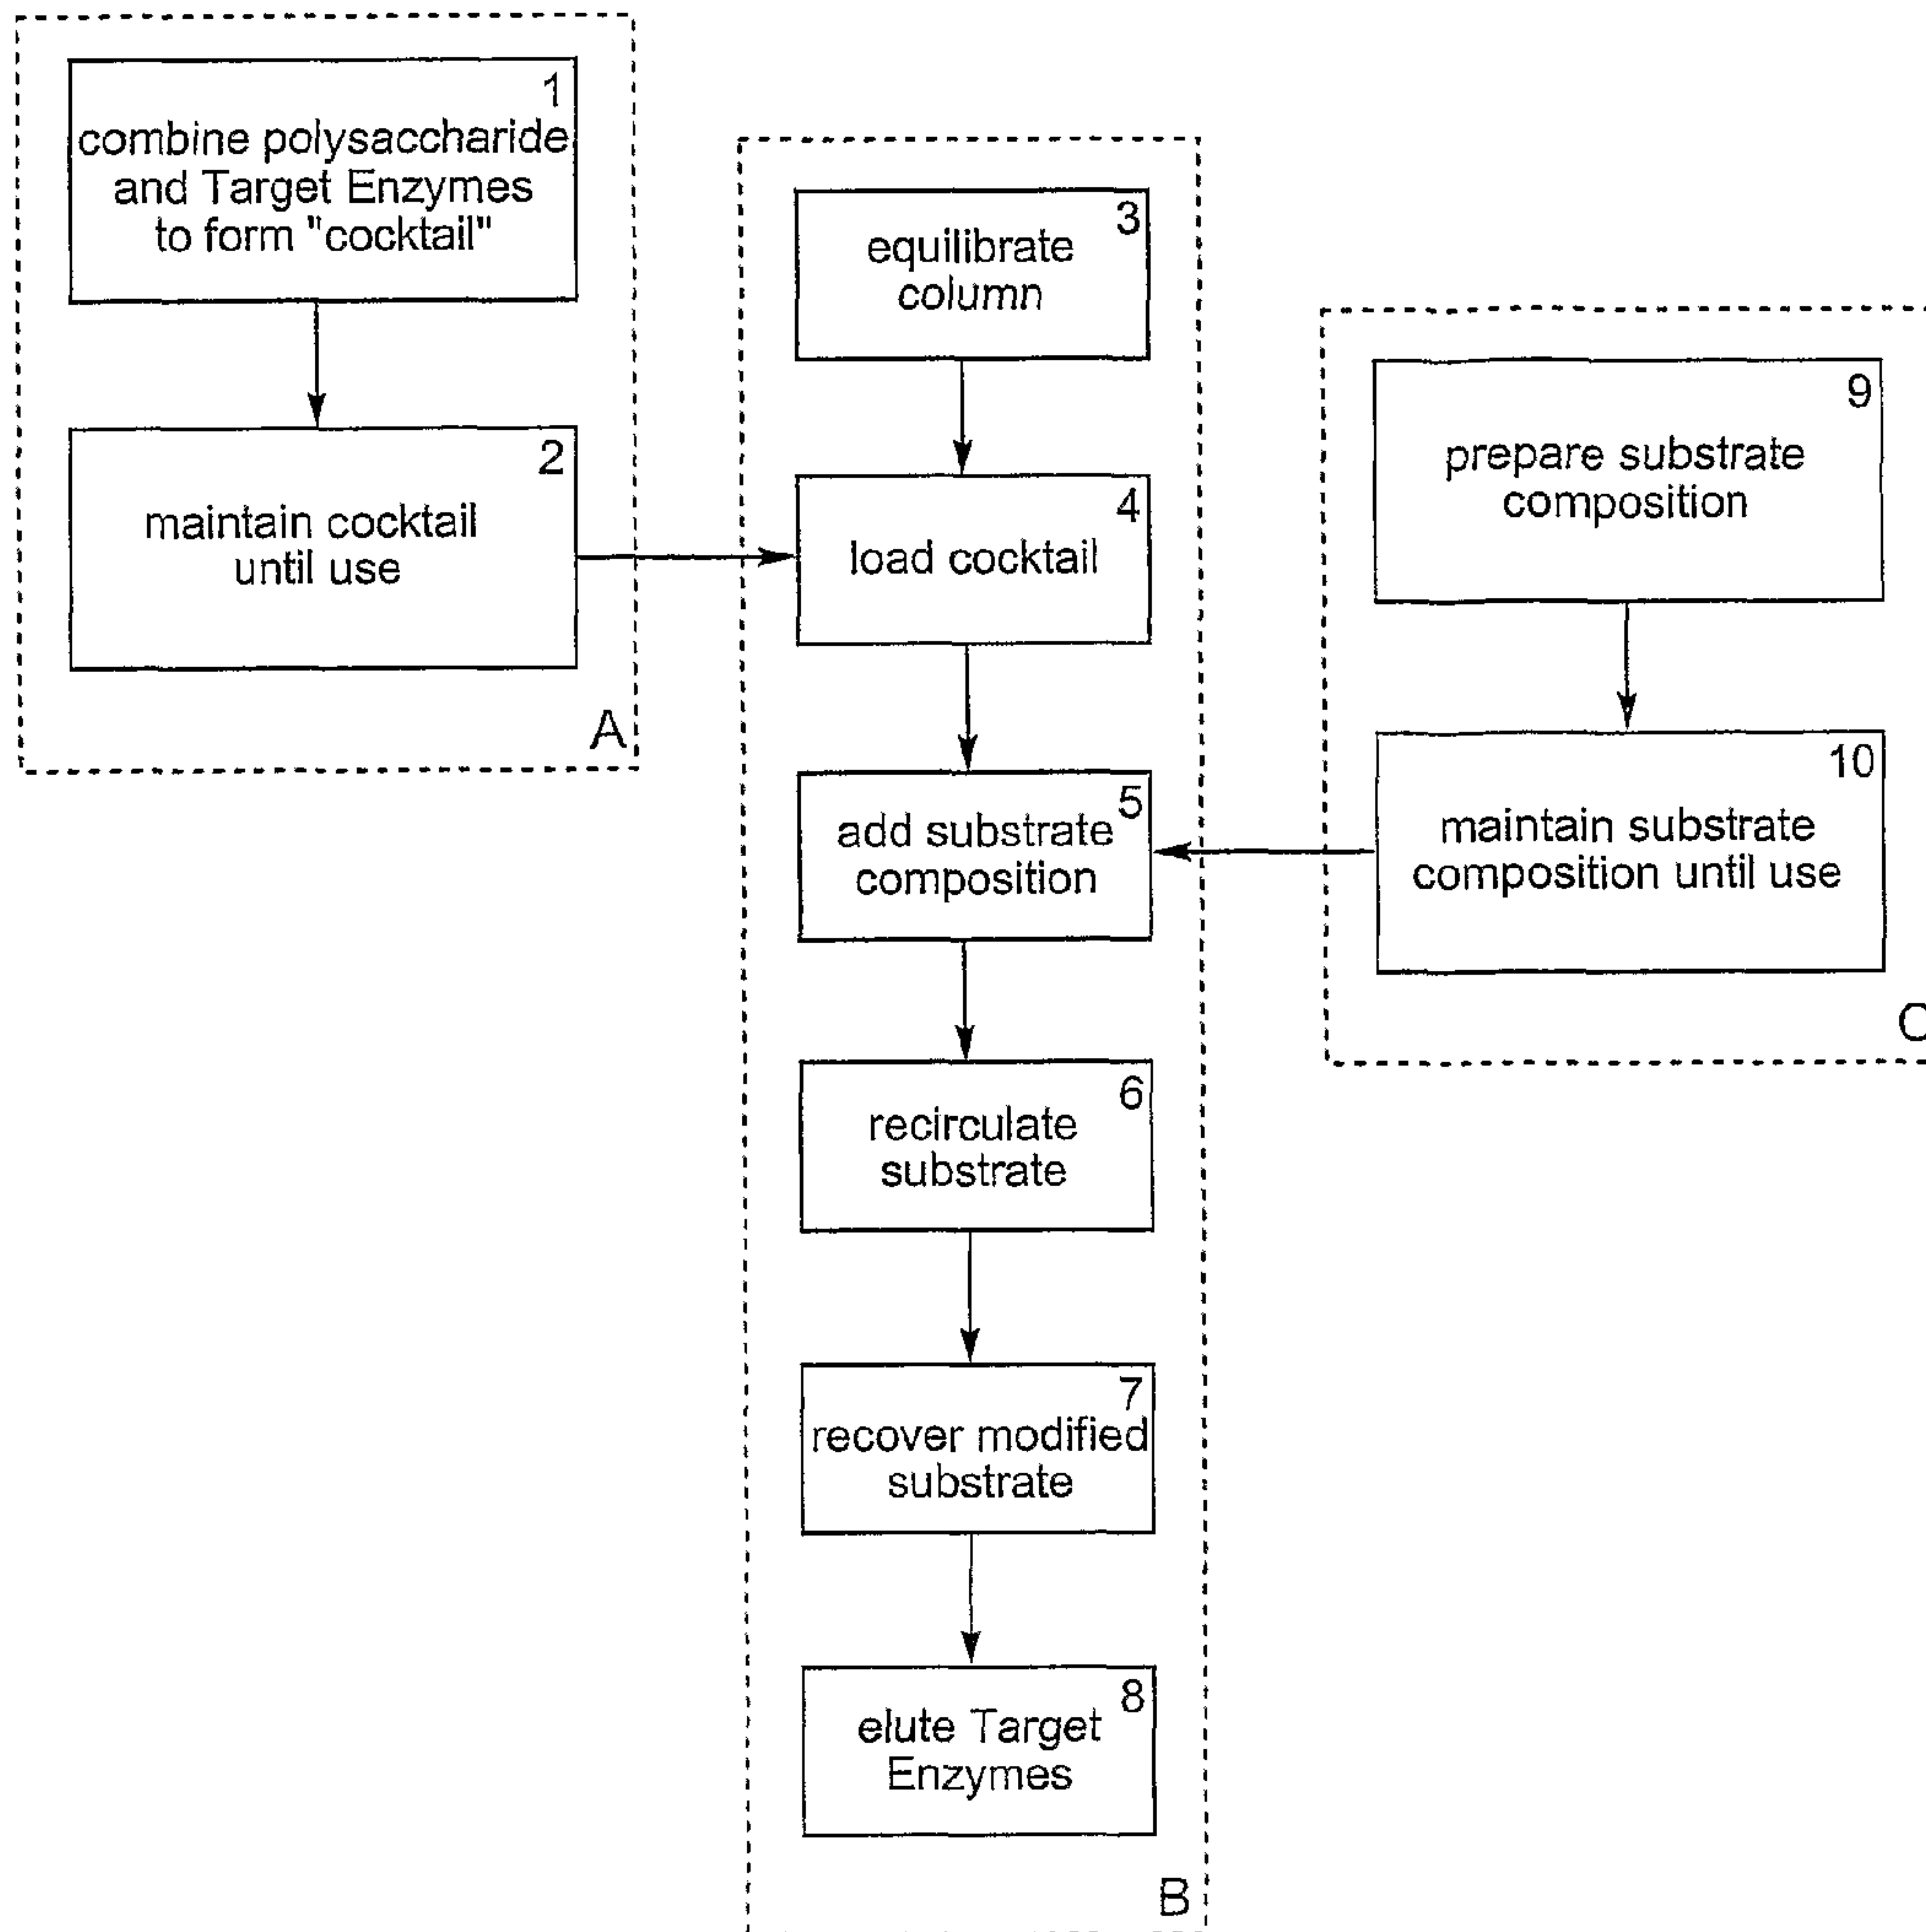 1
combine polysaccharide
and Target Enzymes
to form "cocktail"
2
maintain cocktail
until use
A
3
equilibrate
column
4
load cocktail
5
add substrate
composition
6
recirculate
substrate
7
recover modified
substrate
8
elute Target
Enzymes
B
9
prepare substrate
composition
10
maintain substrate
composition until use
C